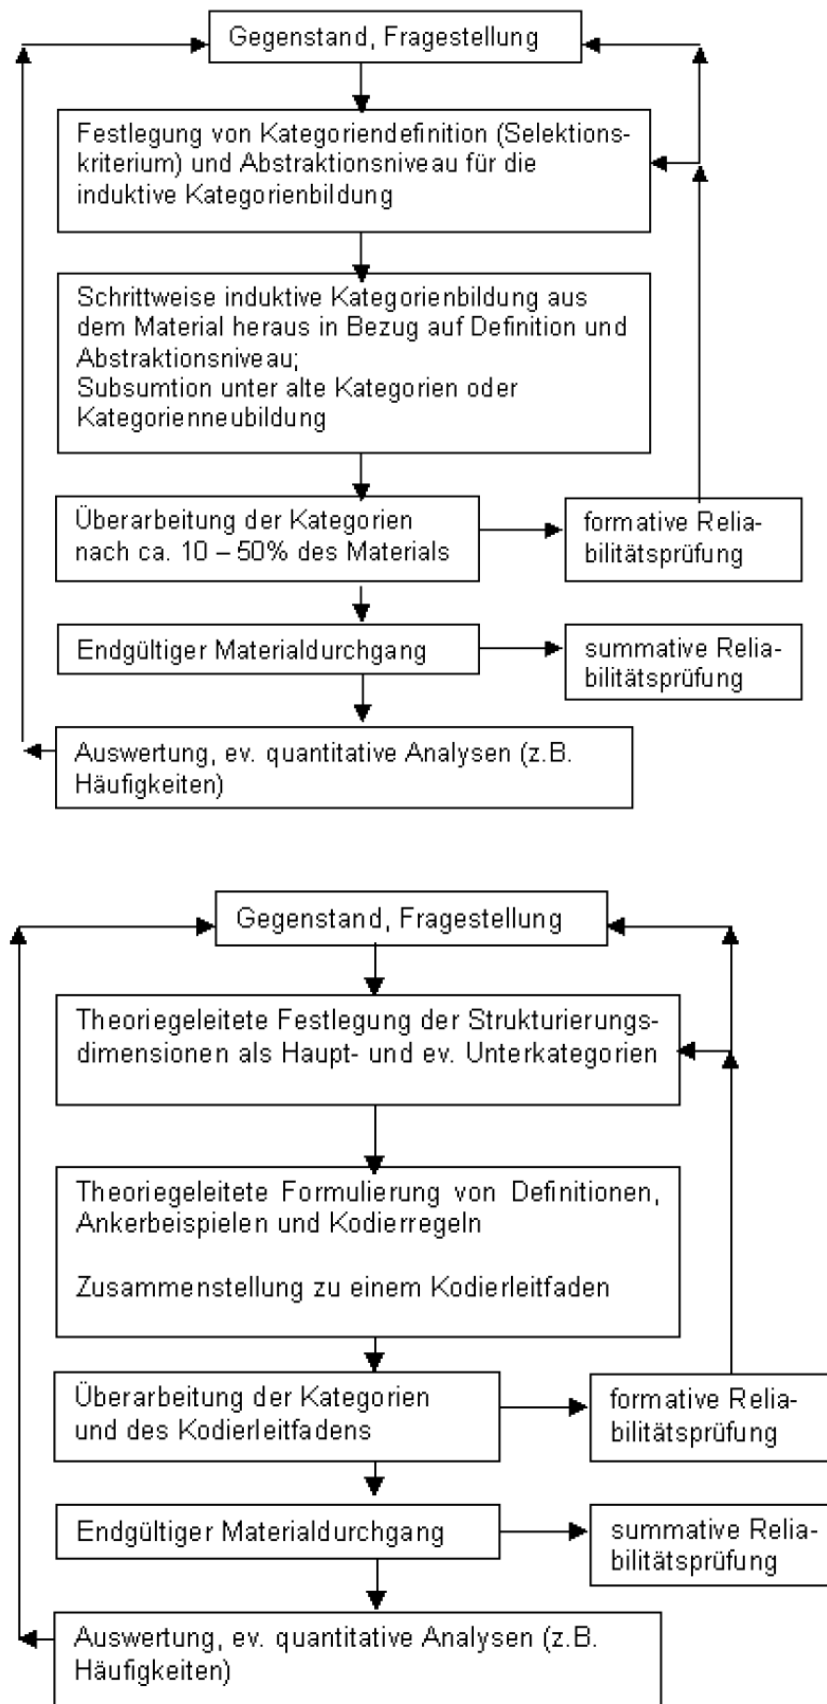 Gegenstand, Fragestellung
Festlegung von Kategoriendefinition (Selektions-
kriterium) und Abstraktionsniveau für die
induktive Kategorienbildung
Schrittweise induktive Kategorienbildung aus
dem Material heraus in Bezug auf Definition und
Abstraktionsniveau;
Subsumtion unter alte Kategorien oder
Kategorienneubildung
Überarbeitung der Kategorien
nach ca. 10 – 50% des Materials
formative Relia-
bilitätsprüfung
Endgültiger Materialdurchgang
summative Relia-
bilitätsprüfung
Auswertung, ev. quantitative Analysen (z.B.
Häufigkeiten)
Gegenstand, Fragestellung
Theoriegeleitete Festlegung der Strukturierungs-
dimensionen als Haupt- und ev. Unterkategorien
Theoriegeleitete Formulierung von Definitionen,
Ankerbeispielen und Kodierregeln
Zusammenstellung zu einem Kodierleitfaden
Überarbeitung der Kategorien
und des Kodierleitfadens
formative Relia-
bilitätsprüfung
Endgültiger Materialdurchgang
summative Relia-
bilitätsprüfung
Auswertung, ev. quantitative Analysen (z.B.
Häufigkeiten)